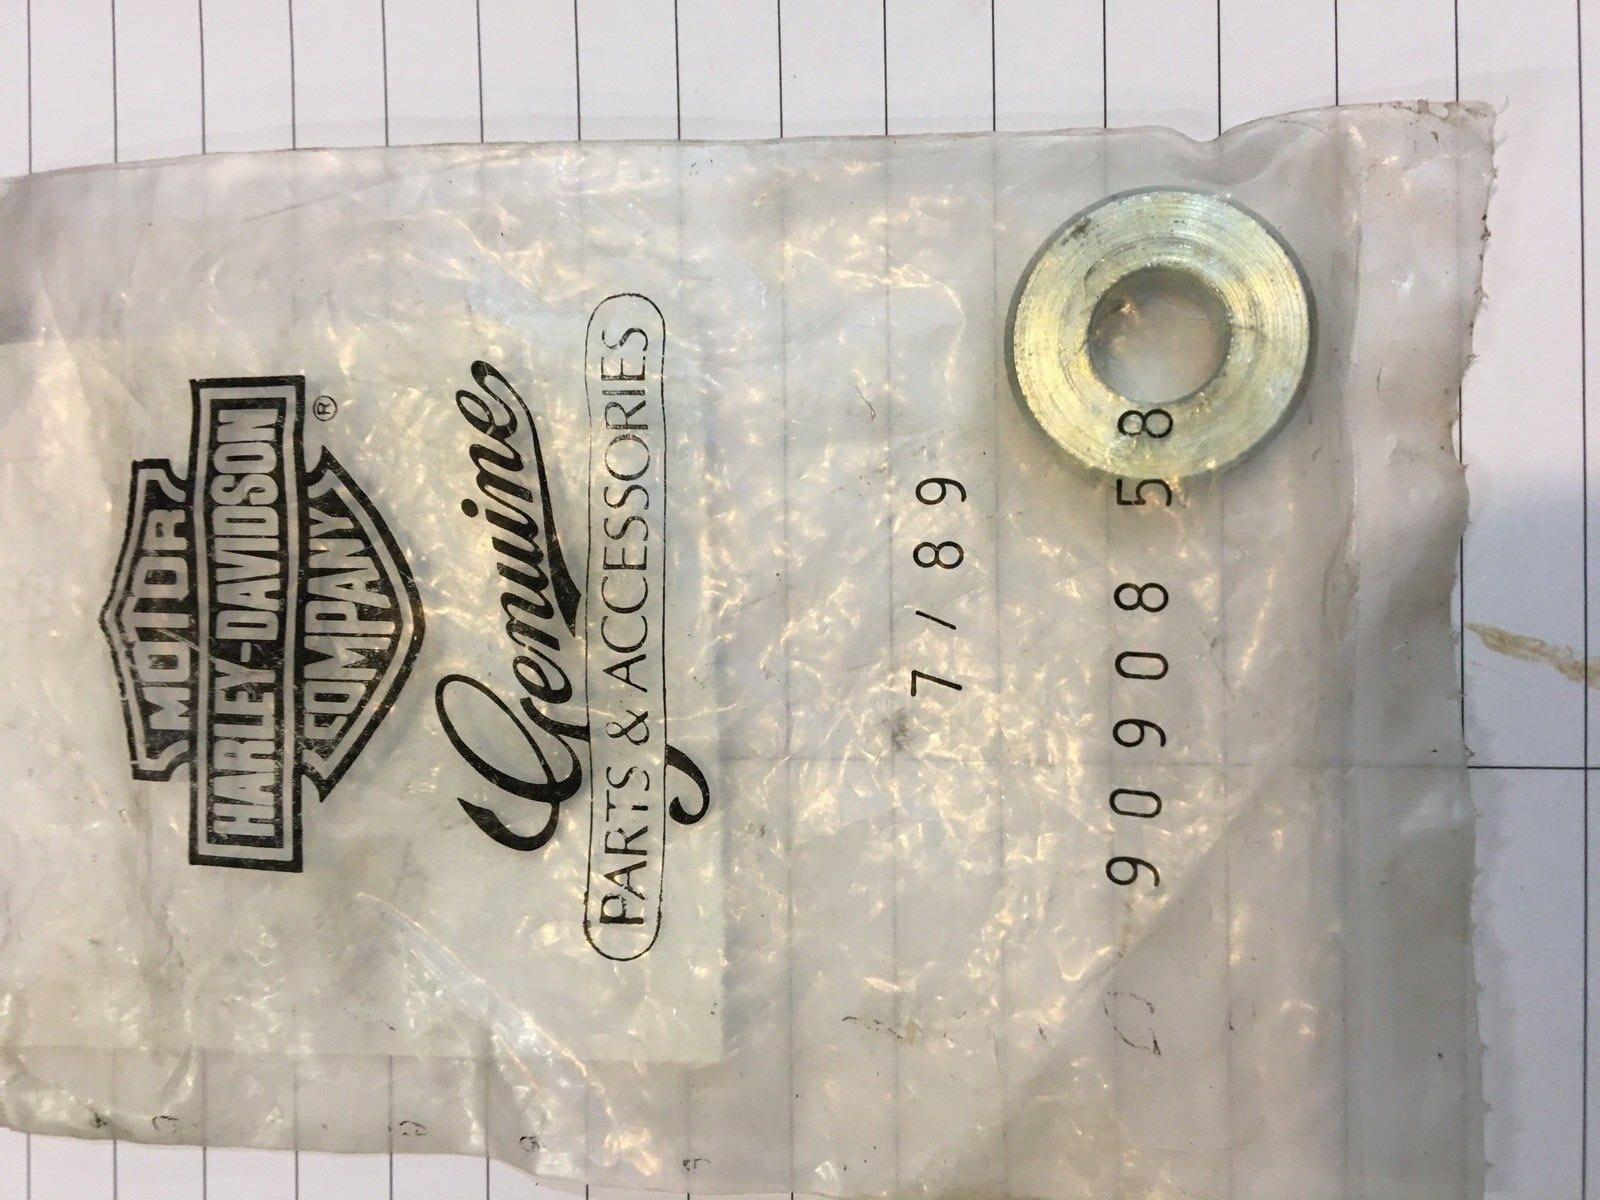 MOTOR
HARLEY-DAVIDSON
COMPANY ®
Genuine
PARTS & ACCESSORIES
7/89
90908 58